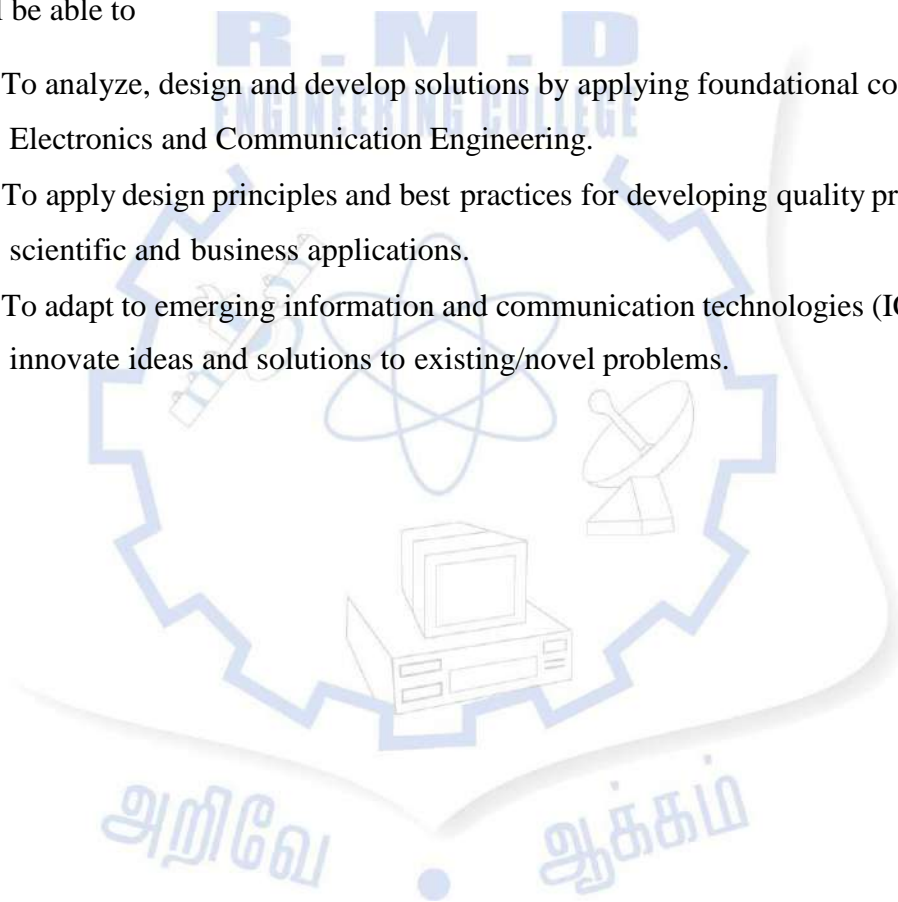 be able to
R . M . D
ENGINEERING COLLEGE
To analyze, design and develop solutions by applying foundational co
Electronics and Communication Engineering.
To apply design principles and best practices for developing quality pr
scientific and business applications.
To adapt to emerging information and communication technologies (IC
innovate ideas and solutions to existing/novel problems.
அறிவே ஆக்கம்